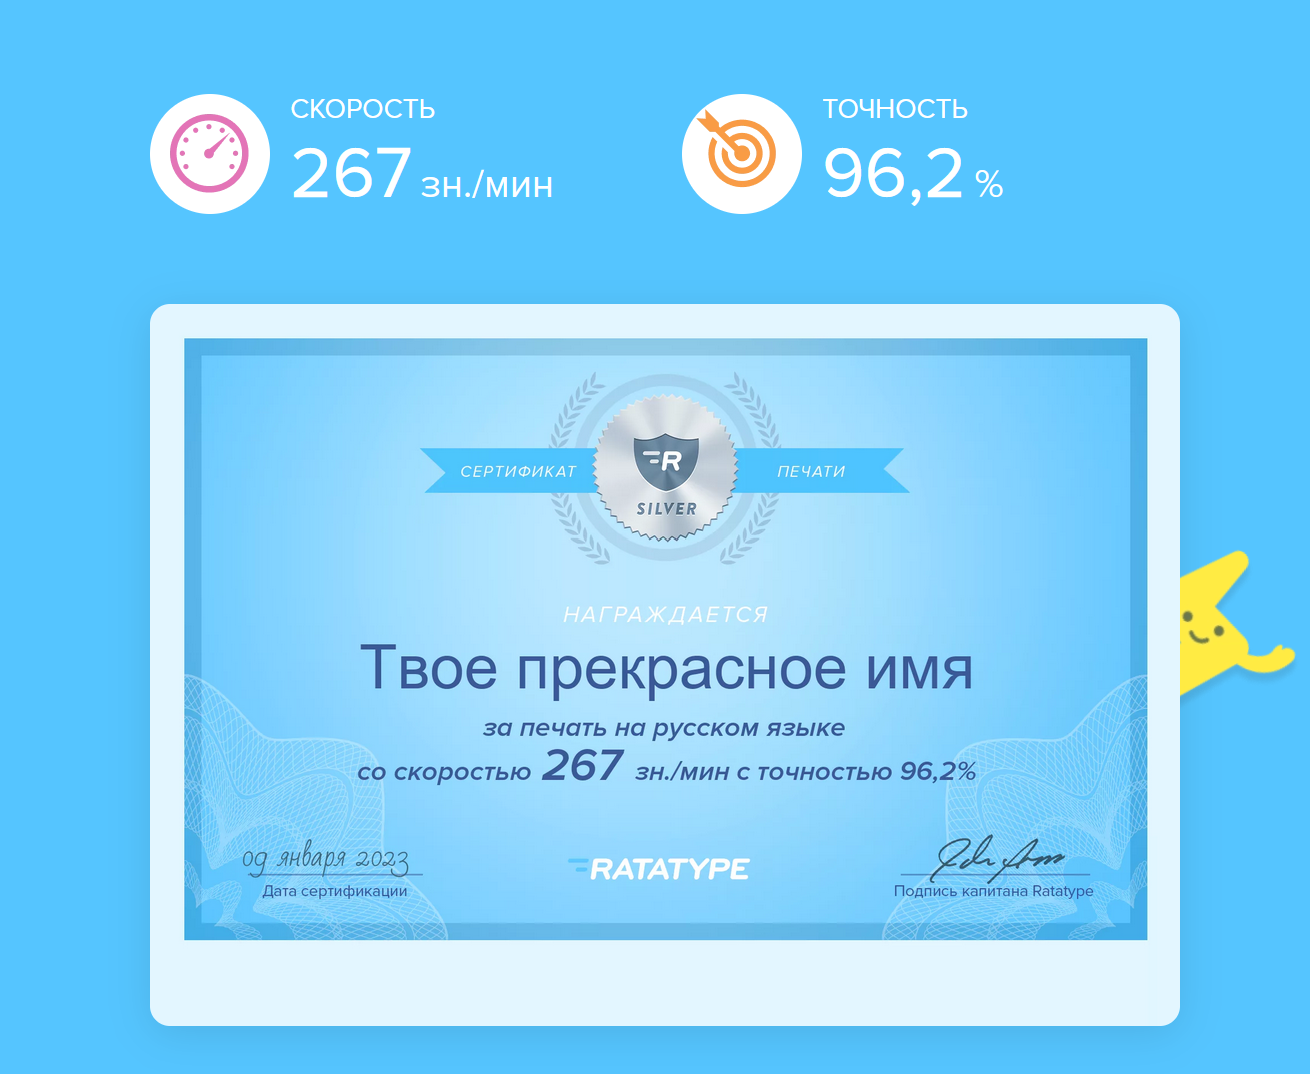 СКОРОСТЬ
267 зн./мин
ТОЧНОСТЬ
96,2 %
СЕРТИФИКАТ
R
SILVER
ПЕЧАТИ
НАГРАЖДАЕТСЯ
Твое прекрасное имя
за печать на русском языке
со скоростью 267 зн./мин с точностью 96,2%
09 января 2023
Дата сертификации
RATATYPE
Подпись капитана Ratatype